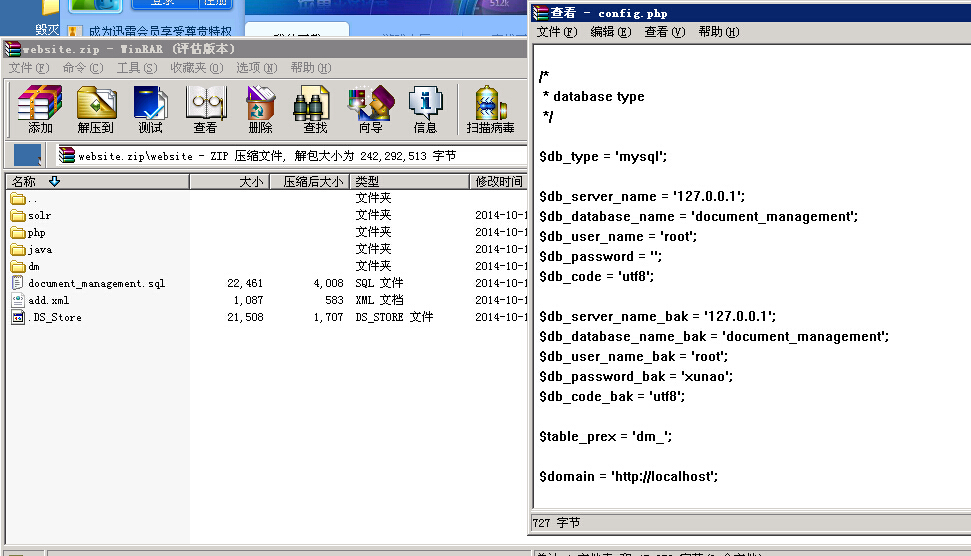 毁灭
登录
注册
成为迅雷会员享受尊贵特权
512k
website.zip - WinRAR (评估版本)
文件(F) 命令(C) 工具(S) 收藏夹(O) 选项(N) 帮助(H)
添加 解压到 测试 查看 删除 查找 向导 信息 扫描病毒
website.zip\website - ZIP 压缩文件, 解包大小为 242,292,513 字节
名称 大小 压缩后大小 类型 修改时间
.. 文件夹
solr 文件夹 2014-10-1
php 文件夹 2014-10-1
java 文件夹 2014-10-1
dm 文件夹 2014-10-1
document_management.sql 22,461 4,008 SQL 文件 2014-10-1
add.xml 1,087 583 XML 文档 2014-10-1
.DS_Store 21,508 1,707 DS_STORE 文件 2014-10-1
查看 - config.php
文件(F) 编辑(E) 查看(V) 帮助(H)
/*
* database type
*/
$db_type = 'mysql';
$db_server_name = '127.0.0.1';
$db_database_name = 'document_management';
$db_user_name = 'root';
$db_password = '';
$db_code = 'utf8';
$db_server_name_bak = '127.0.0.1';
$db_database_name_bak = 'document_management';
$db_user_name_bak = 'root';
$db_password_bak = 'xunao';
$db_code_bak = 'utf8';
$table_prex = 'dm_';
$domain = 'http://localhost';
727 字节